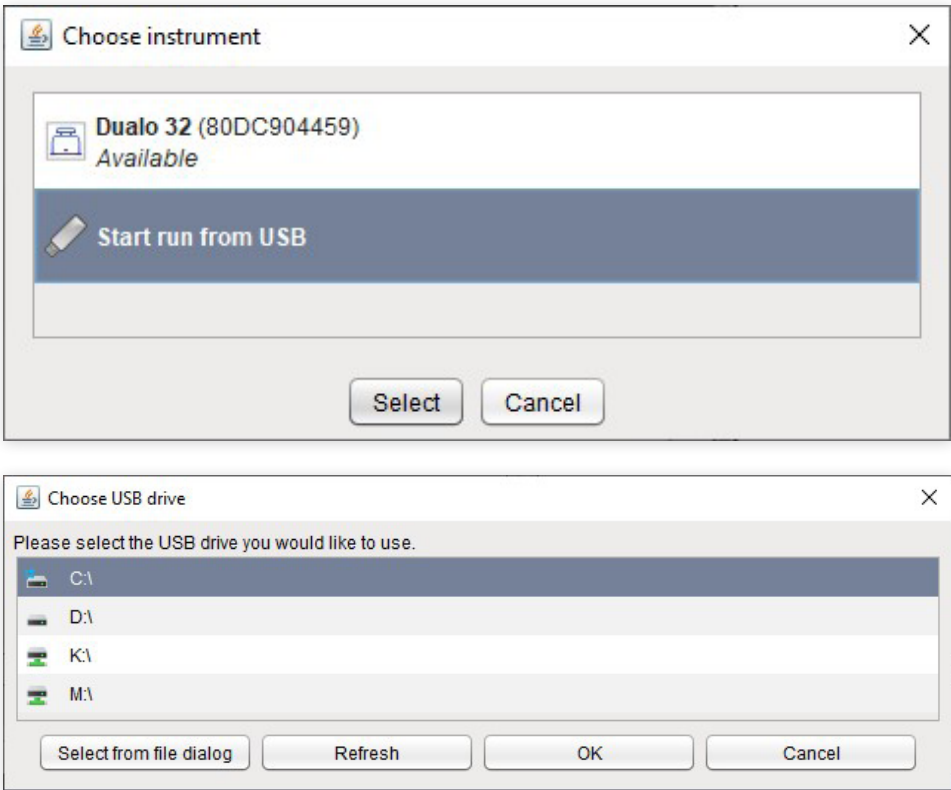 Choose instrument
Dualo 32 (80DC904459)
Available
Start run from USB
Select Cancel
Choose USB drive
Please select the USB drive you would like to use.
C:\
D:\
K:\
M:\
Select from file dialog Refresh OK Cancel